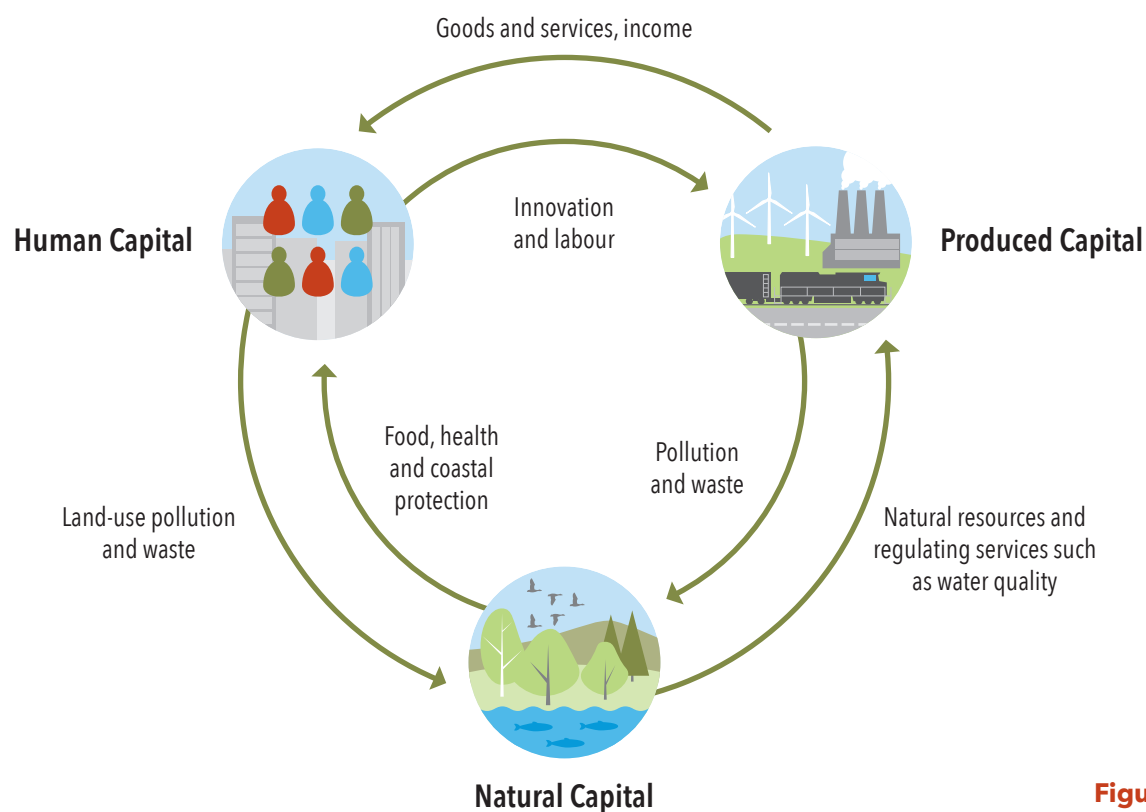 Goods and services, income
Innovation
and labour
Human Capital
Produced Capital
Food, health
and coastal
protection
Pollution
and waste
Land-use pollution
and waste
Natural resources and
regulating services such
as water quality
Natural Capital
Figu